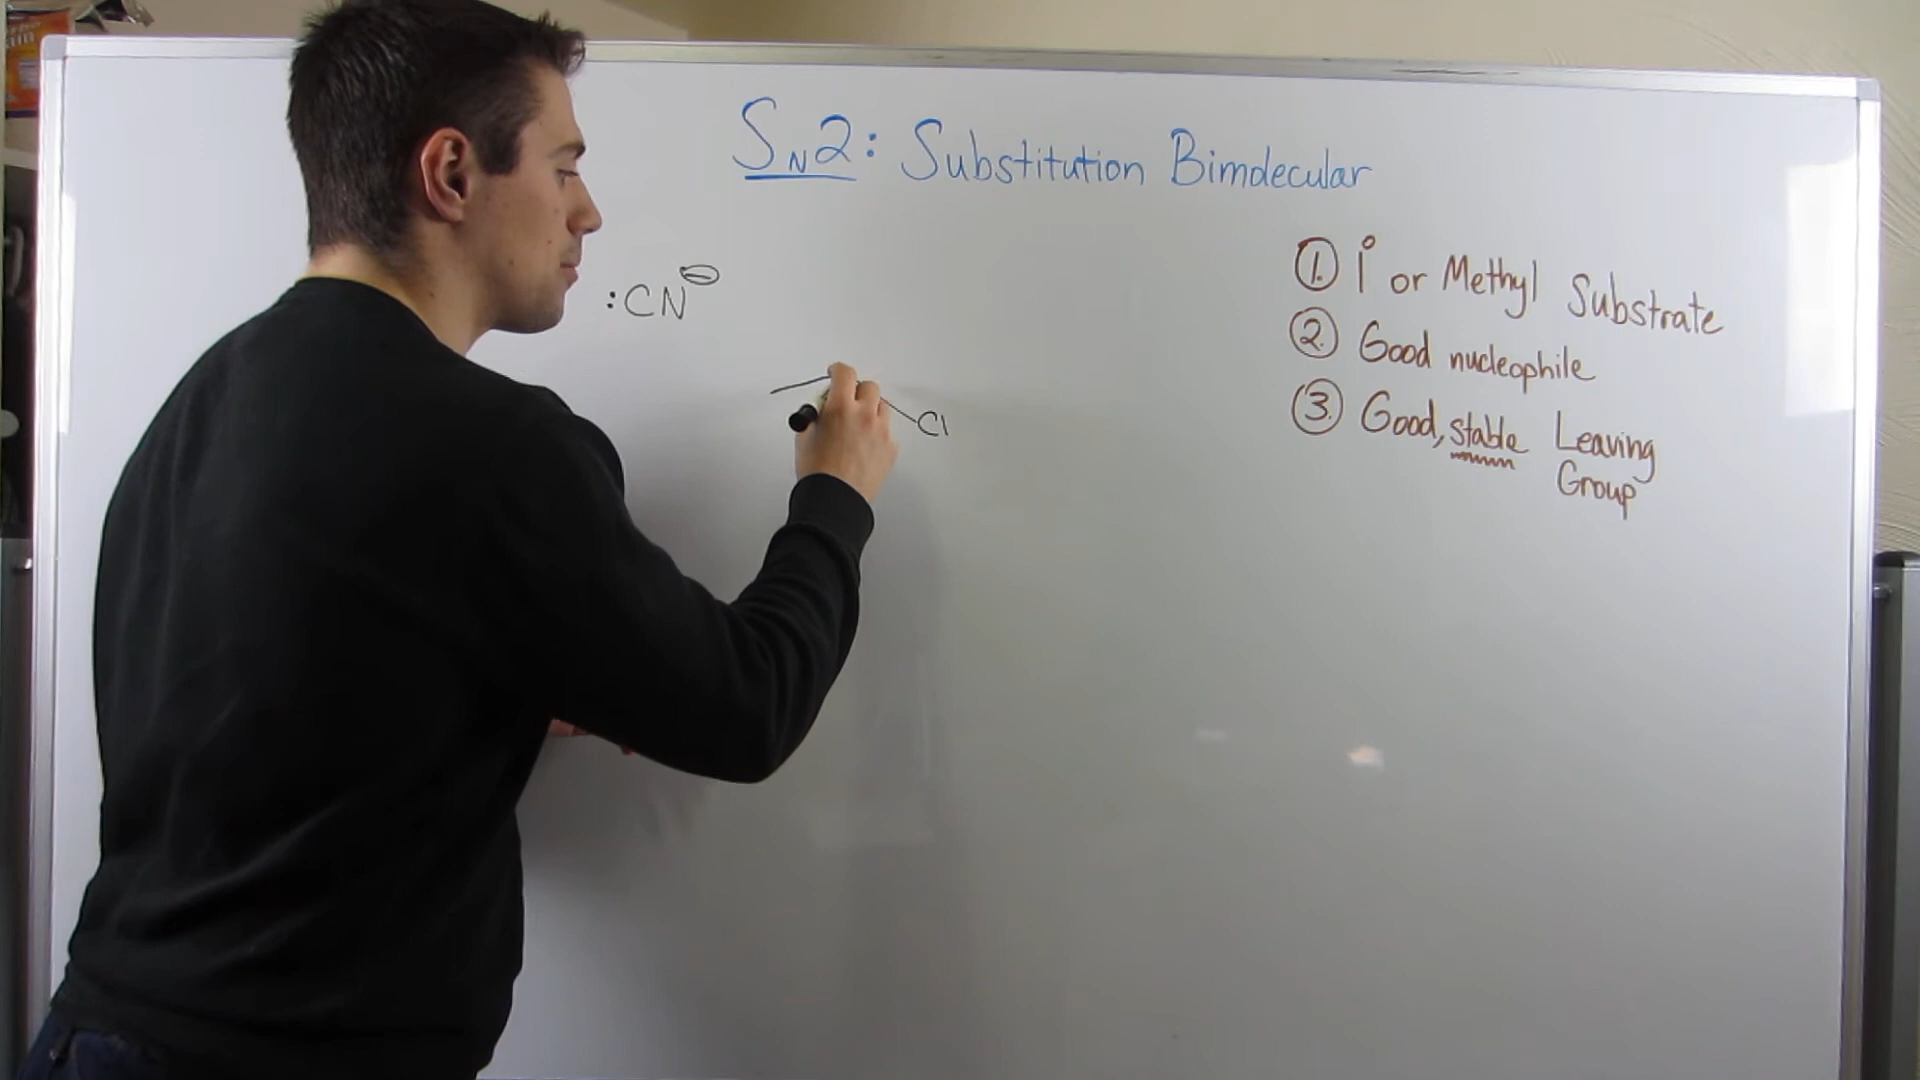 SN2: Substitution Bimolecular
:CN⊖
Cl
1. 1° or Methyl Substrate
2. Good nucleophile
3. Good, stable Leaving
Group